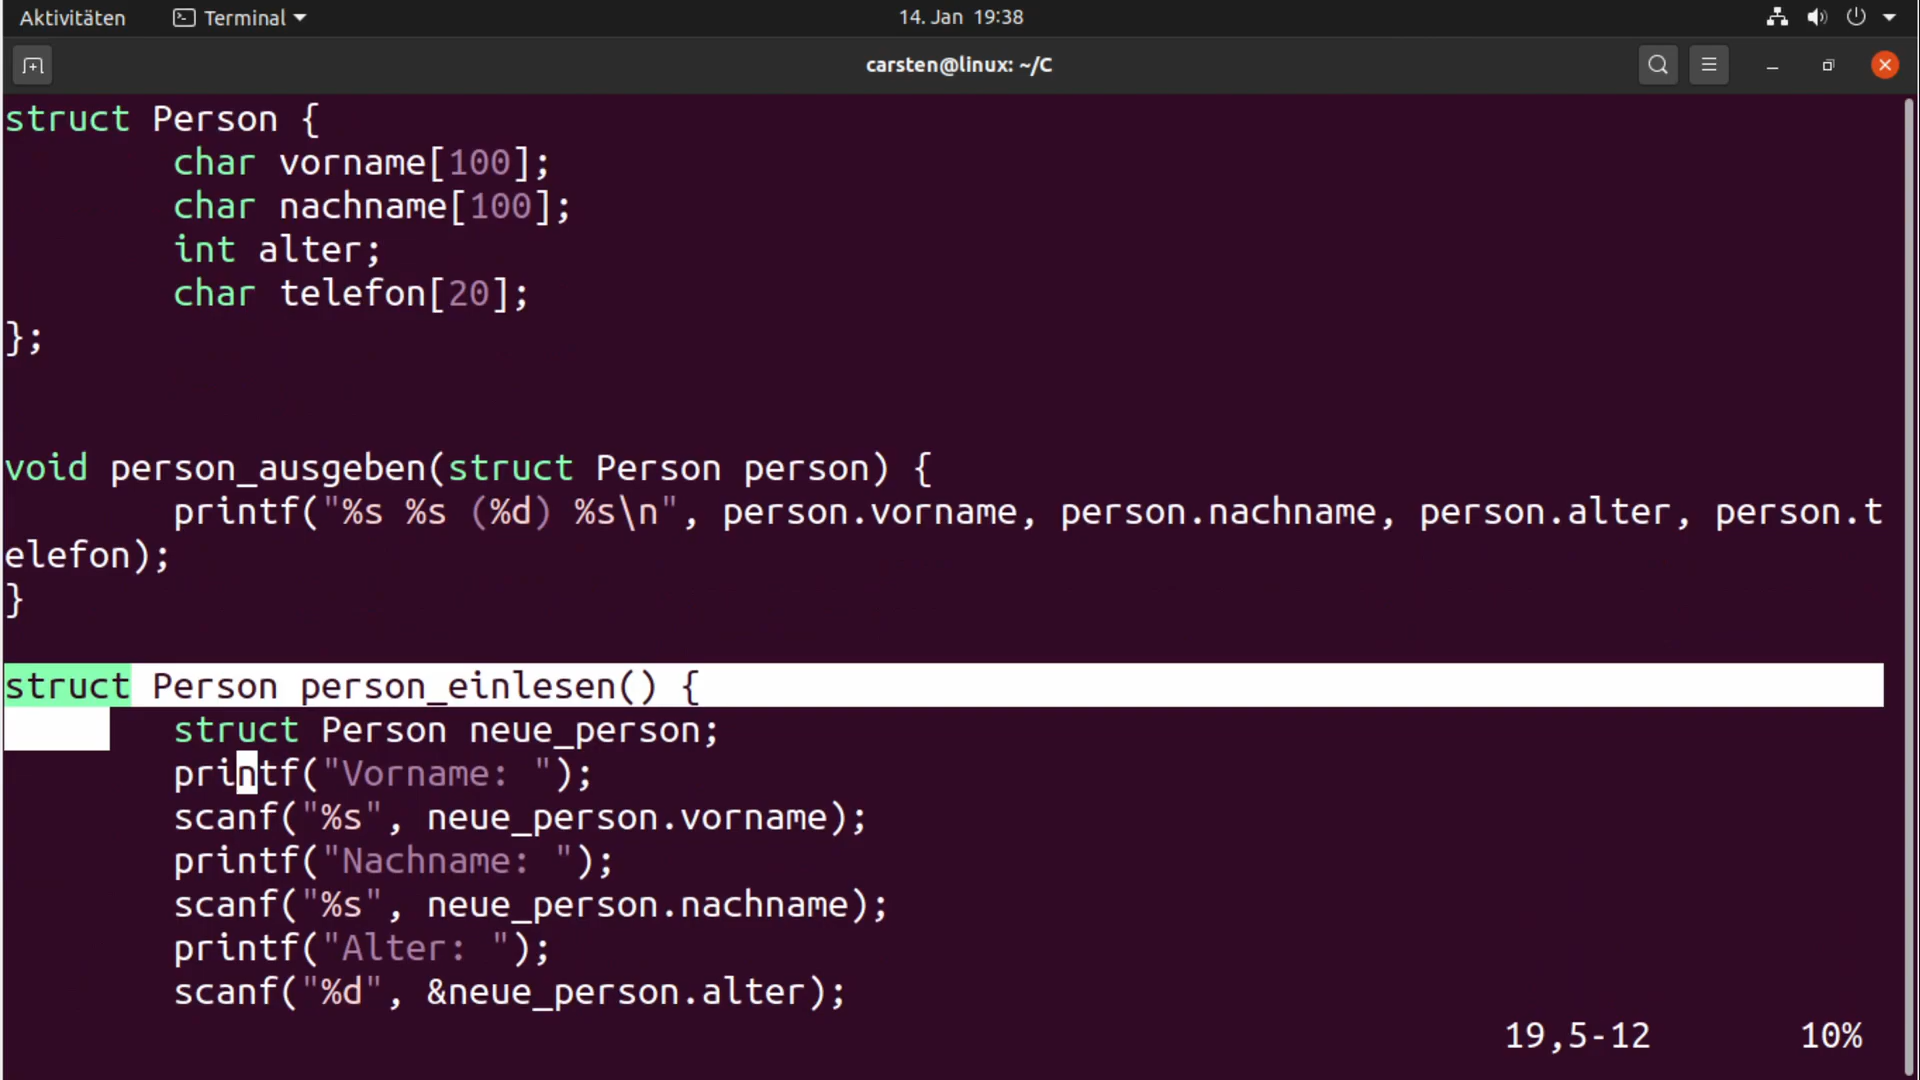 Aktivitäten Terminal 14. Jan 19:38
carsten@linux: ~/C
struct Person {
        char vorname[100];
        char nachname[100];
        int alter;
        char telefon[20];
};
void person_ausgeben(struct Person person) {
        printf("%s %s (%d) %s\n", person.vorname, person.nachname, person.alter, person.t
elefon);
}
struct Person person_einlesen() {
        struct Person neue_person;
        printf("Vorname: ");
        scanf("%s", neue_person.vorname);
        printf("Nachname: ");
        scanf("%s", neue_person.nachname);
        printf("Alter: ");
        scanf("%d", &neue_person.alter);
19,5-12 10%